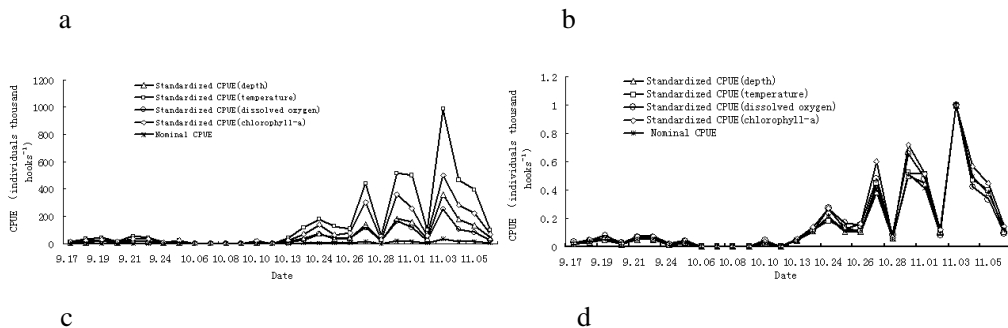 a
b
1200
1000
800
600
400
200
0
CPUE (individuals thousand
hooks⁻¹)
Standardized CPUE(depth)
Standardized CPUE(temperature)
Standardized CPUE(dissolved oxygen)
Standardized CPUE(chlorophyll-a)
Nominal CPUE
9.17 9.19 9.21 9.24 10.06 10.08 10.10 10.13 10.24 10.26 10.28 11.01 11.03 11.05
Date
1.2
1
0.8
0.6
0.4
0.2
0
CPUE (individuals thousand
hooks⁻¹)
Standardized CPUE(depth)
Standardized CPUE(temperature)
Standardized CPUE(dissolved oxygen)
Standardized CPUE(chlorophyll-a)
Nominal CPUE
9.17 9.19 9.21 9.24 10.06 10.08 10.10 10.13 10.24 10.26 10.28 11.01 11.03 11.05
Date
c
d